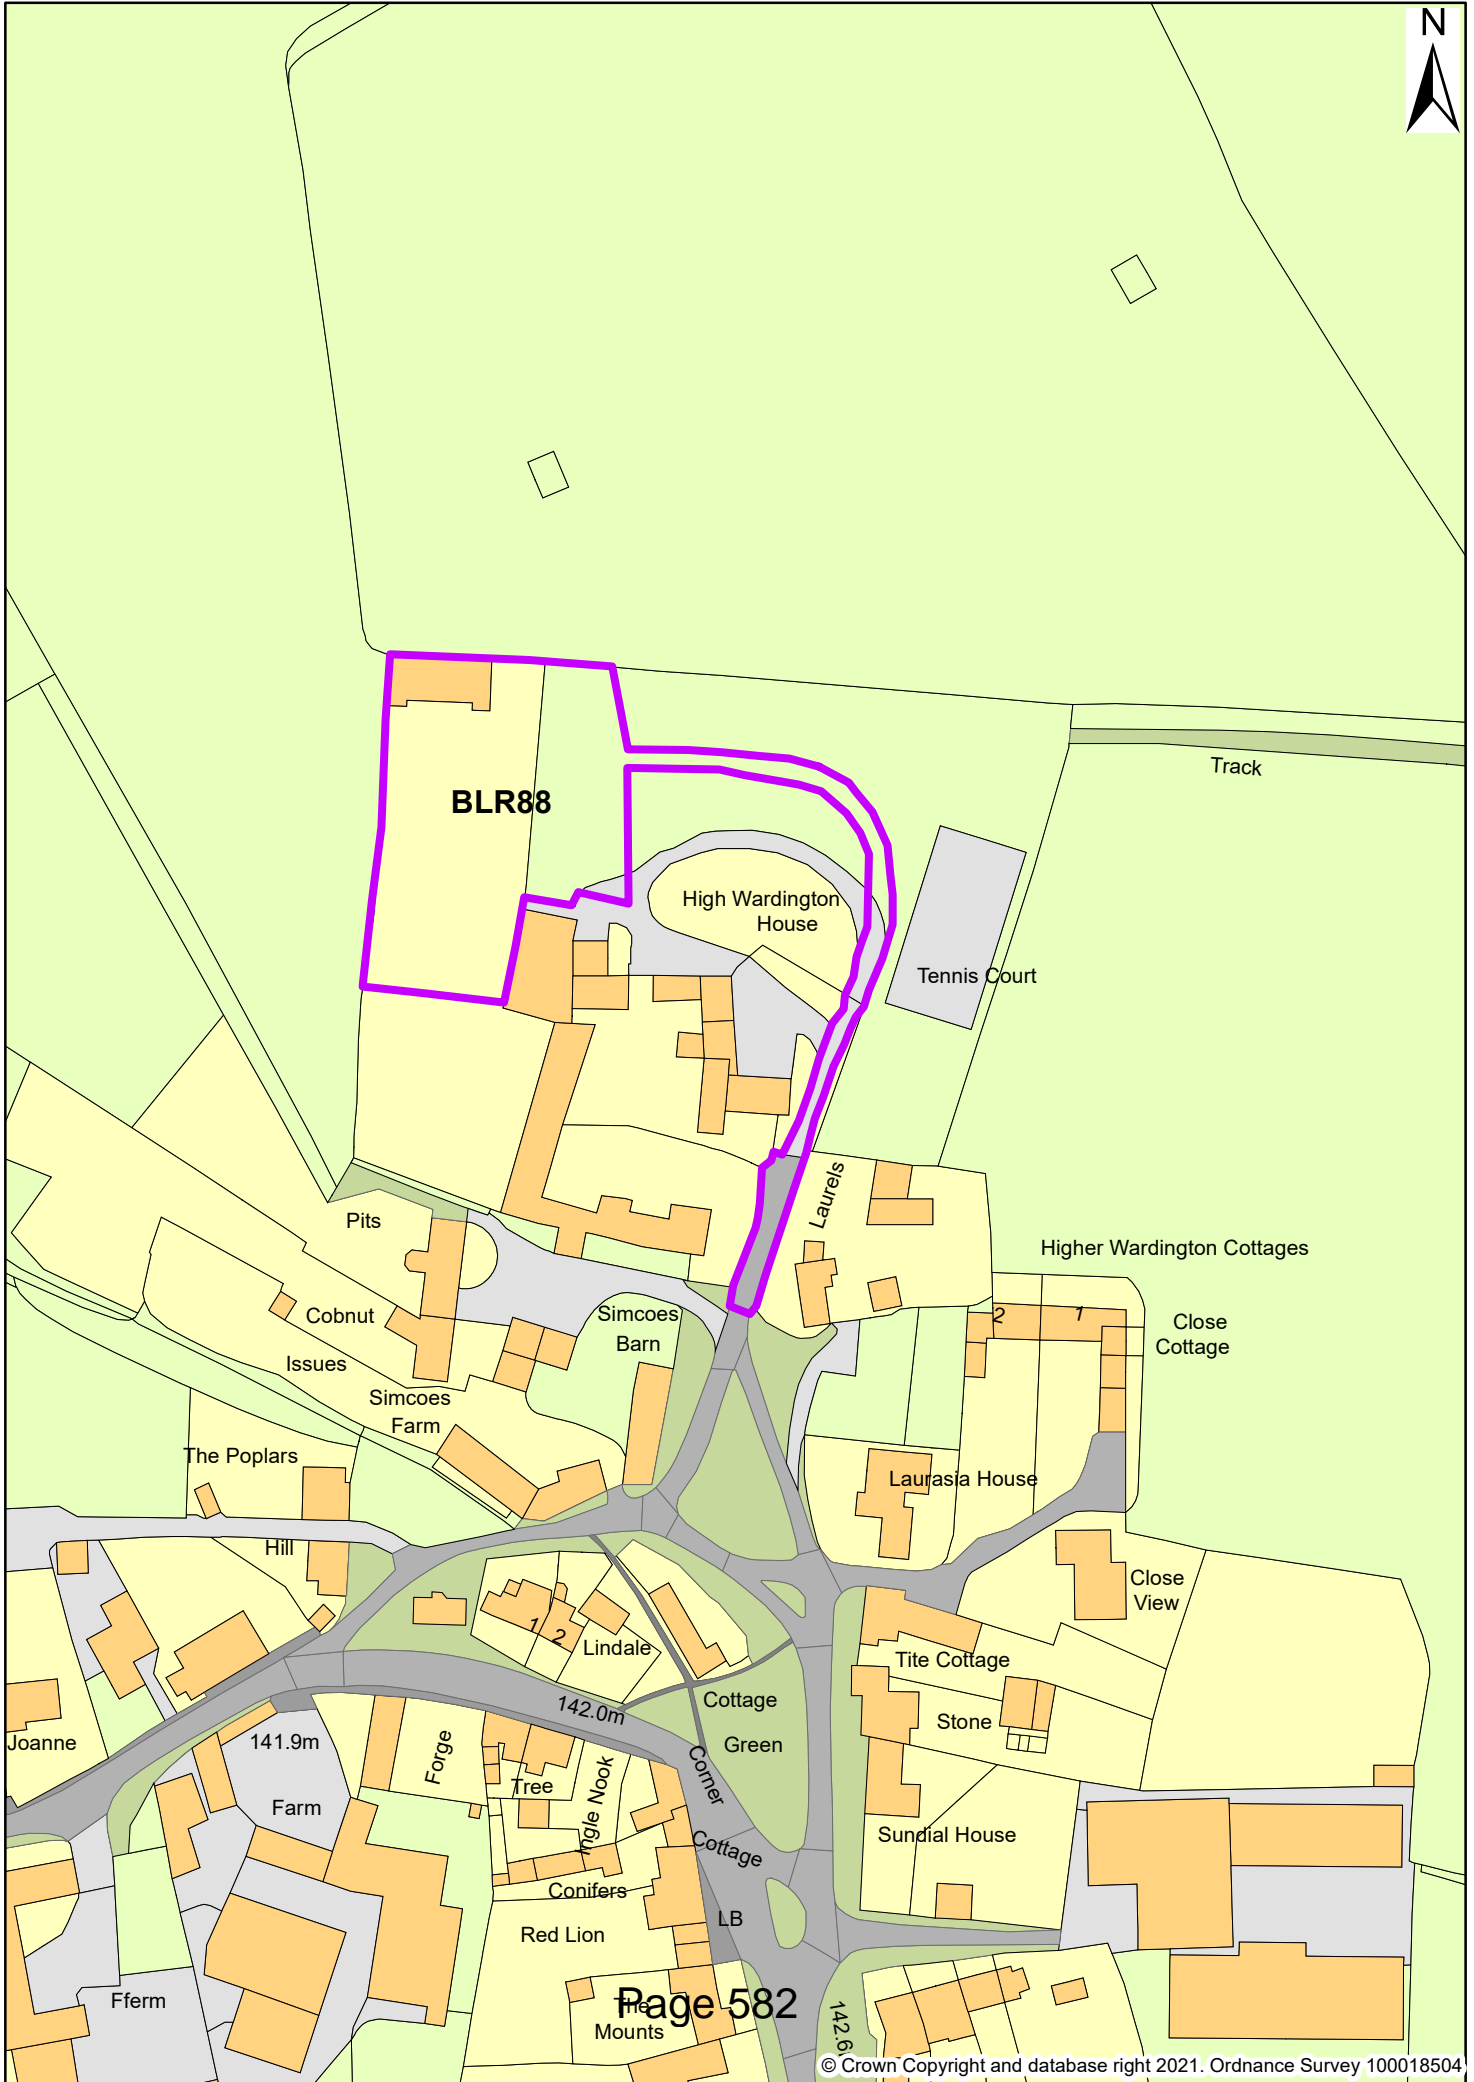 N
Track
BLR88
High Wardington
House
Tennis Court
Laurels
Pits
Higher Wardington Cottages
Cobnut
Simcoes
Barn
2
1
Close
Cottage
Issues
Simcoes
Farm
The Poplars
Laurasia House
Hill
Close
View
1
2
Lindale
Tite Cottage
142.0m
Cottage
Green
Stone
Joanne
141.9m
Forge
Corner
Cottage
Tree
Ingle Nook
Farm
Sundial House
Conifers
LB
Red Lion
Fferm
The
Mounts
Page 582
142.6
© Crown Copyright and database right 2021. Ordnance Survey 100018504